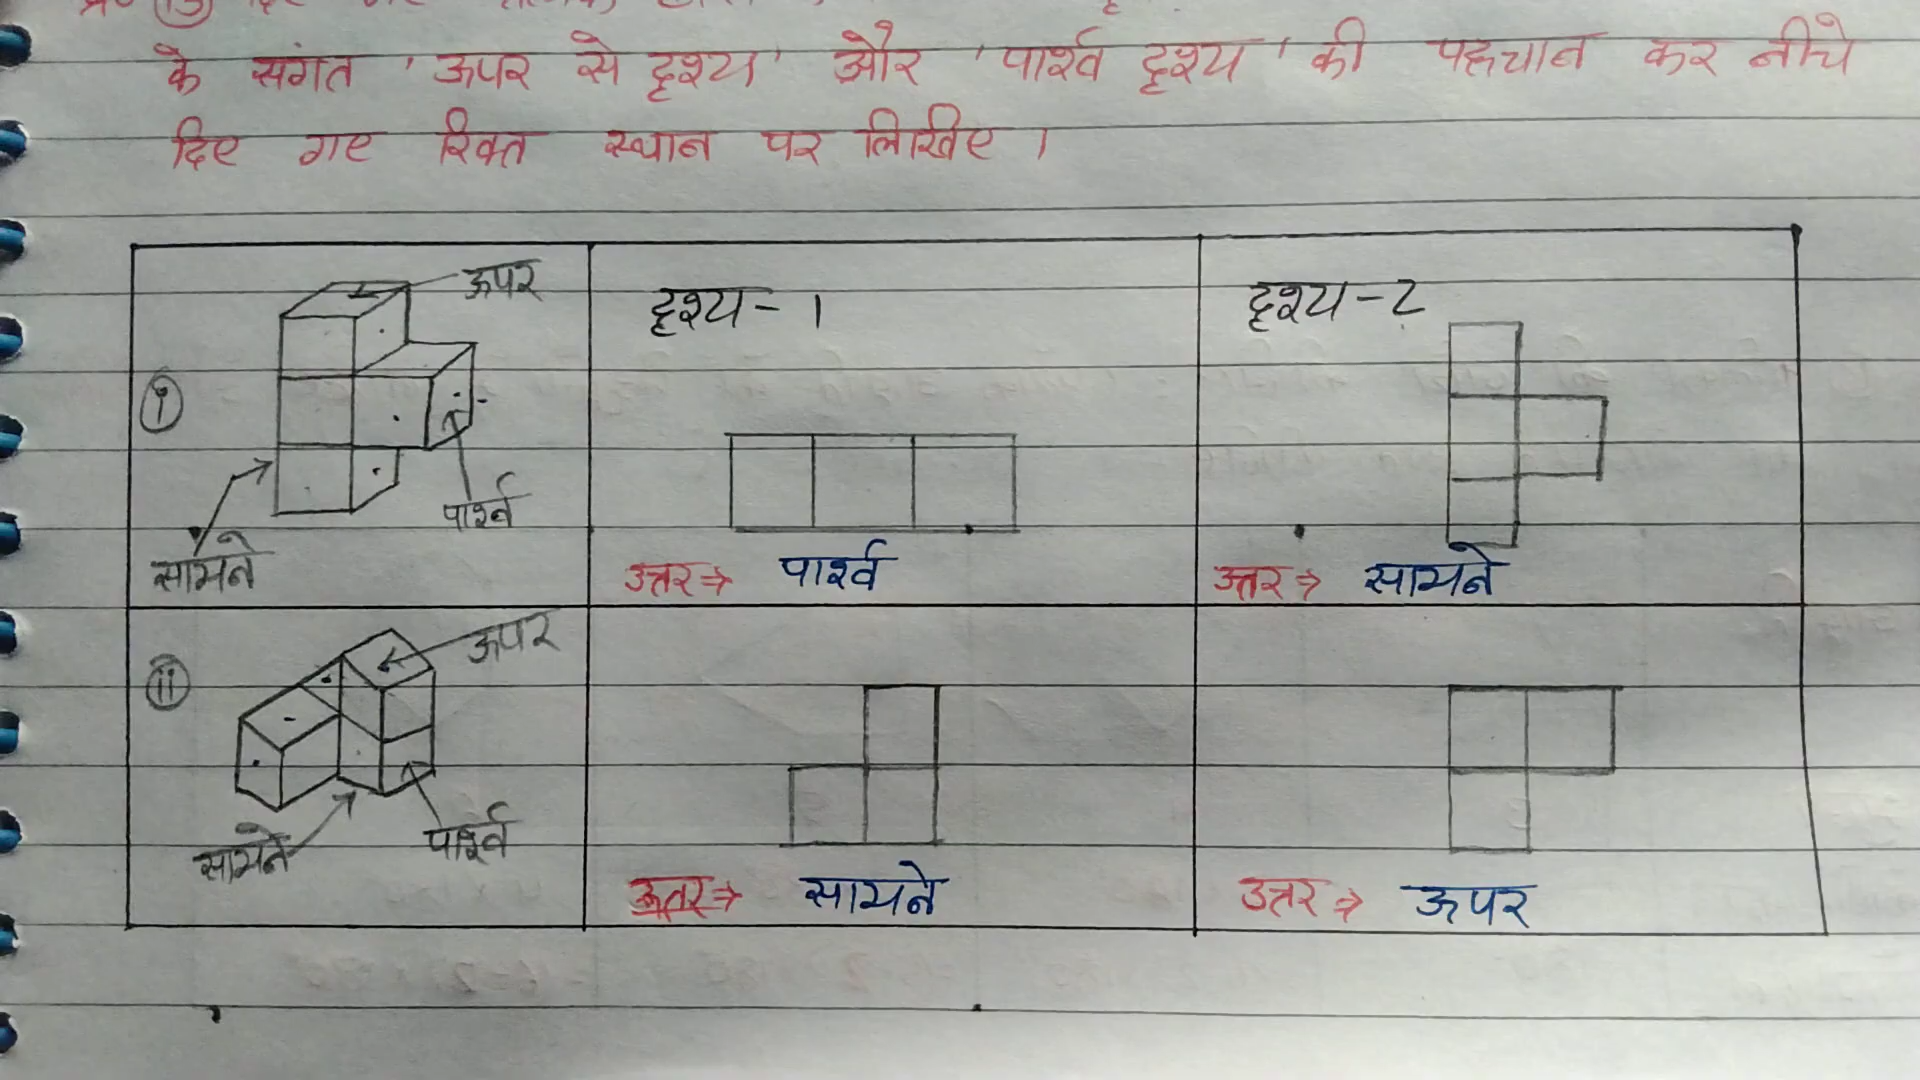 के संगत 'ऊपर से दृश्य' और 'पार्श्व दृश्य' की पहचान कर नीचे
दिए गए रिक्त स्थान पर लिखिए ।
ऊपर
दृश्य - 1
दृश्य - 2
i
पार्श्व
सामने
उत्तर → पार्श्व
उत्तर → सामने
ऊपर
ii
पार्श्व
सामने
उत्तर → सामने
उत्तर → ऊपर